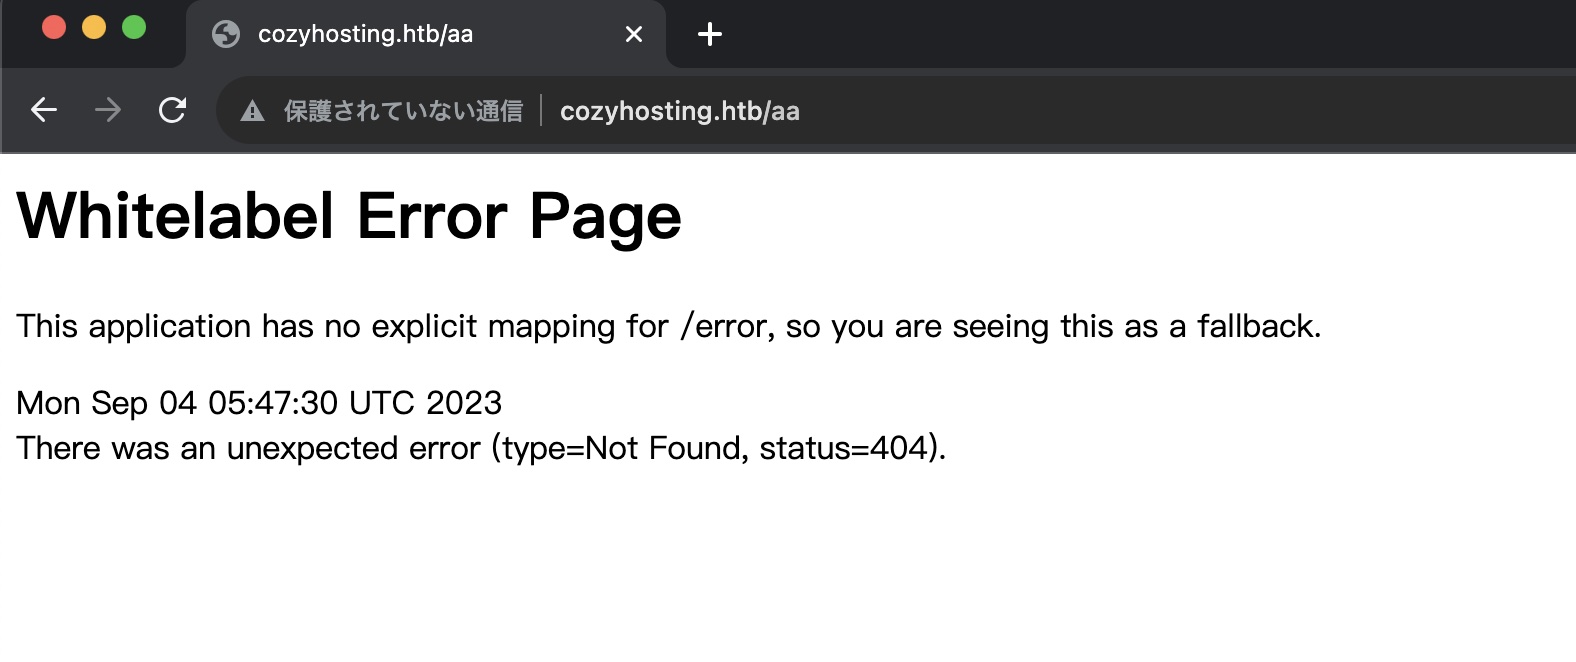 cozyhosting.htb/aa
保護されていない通信 cozyhosting.htb/aa
Whitelabel Error Page
This application has no explicit mapping for /error, so you are seeing this as a fallback.
Mon Sep 04 05:47:30 UTC 2023
There was an unexpected error (type=Not Found, status=404).